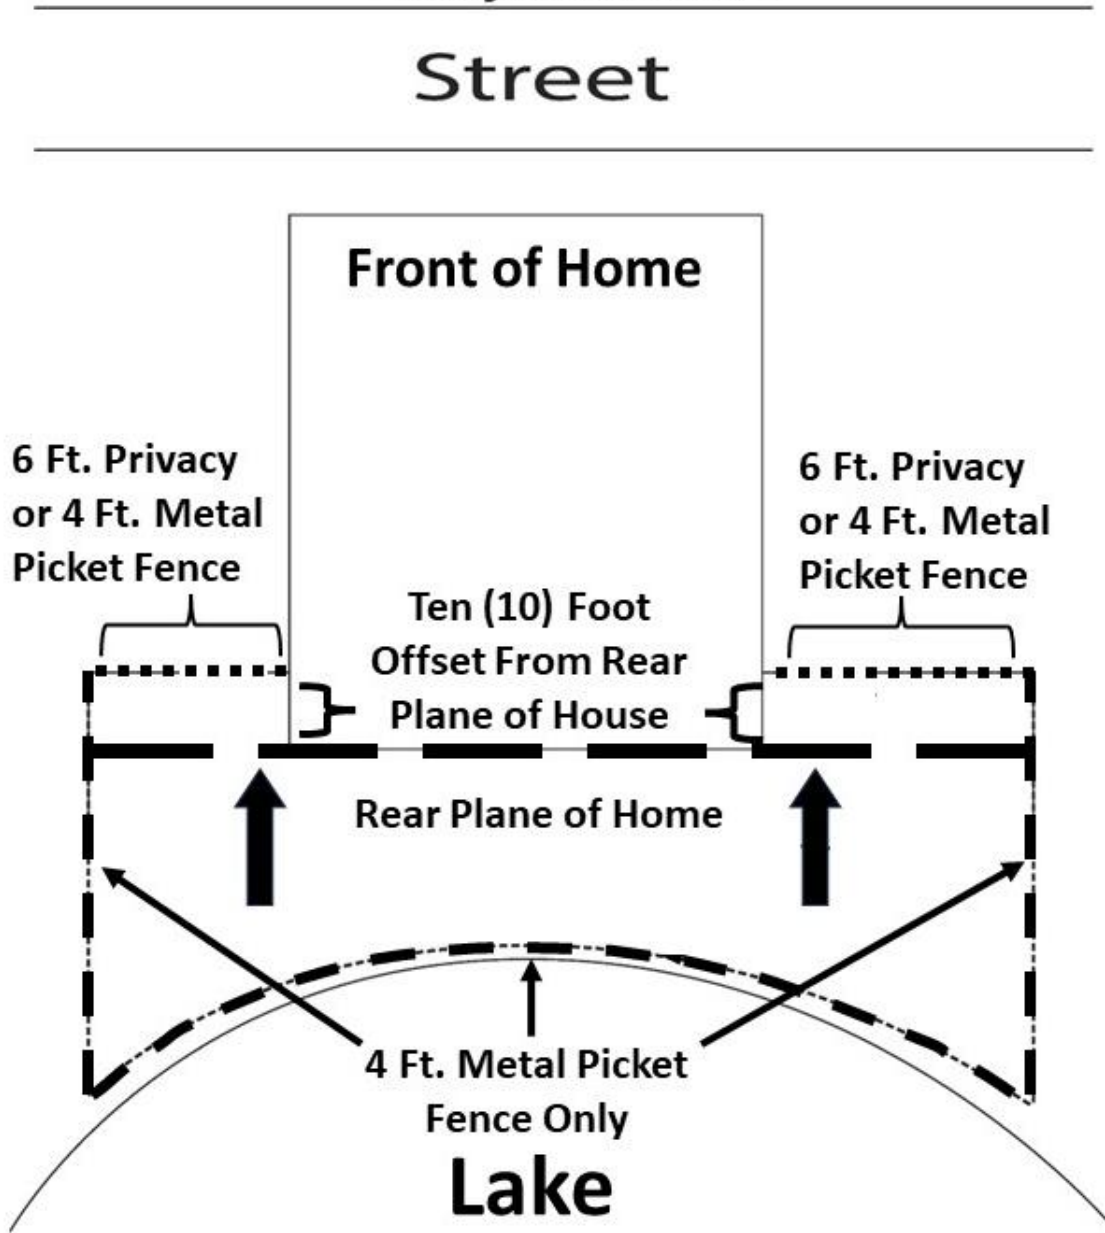 Street
Front of Home
6 Ft. Privacy
or 4 Ft. Metal
Picket Fence
6 Ft. Privacy
or 4 Ft. Metal
Picket Fence
Ten (10) Foot
Offset From Rear
Plane of House
Rear Plane of Home
4 Ft. Metal Picket
Fence Only
Lake